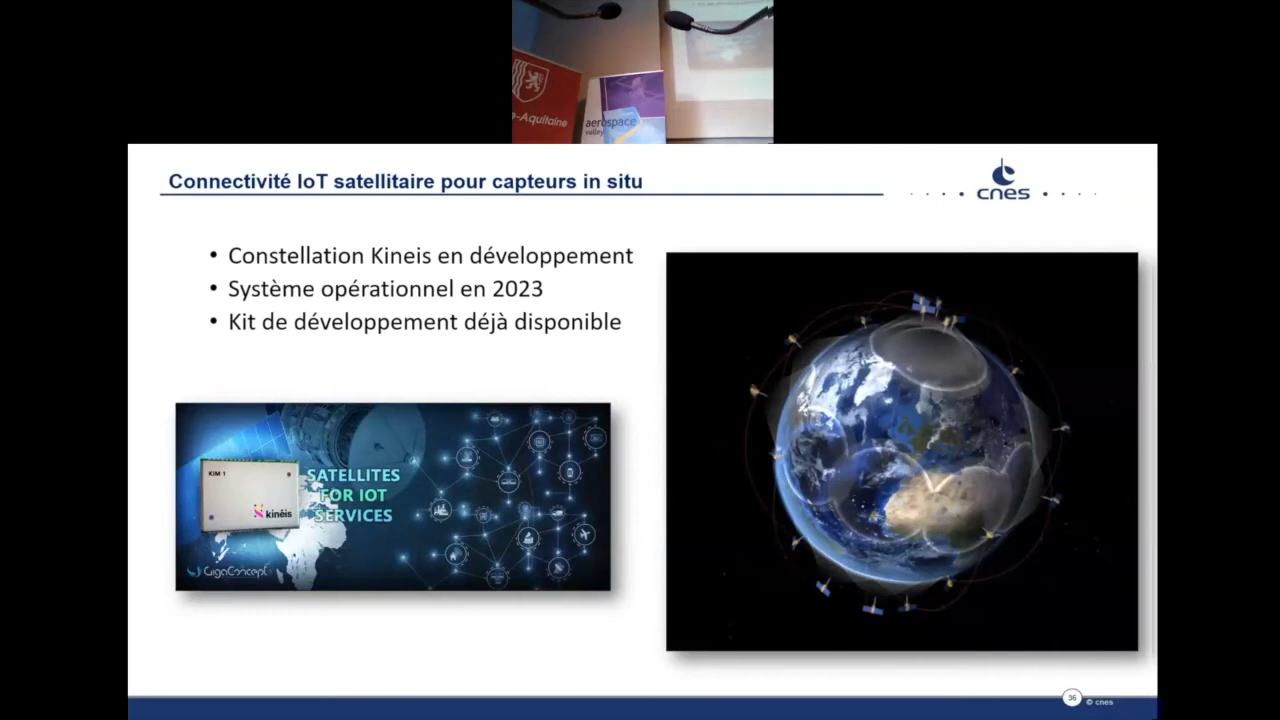 e-Aquitaine
aerospace
valley
Connectivité IoT satellitaire pour capteurs in situ
cnes
• Constellation Kineis en développement
• Système opérationnel en 2023
• Kit de développement déjà disponible
KIM 1
kinéis
SATELLITES
FOR IOT
SERVICES
GigaConcept
36
© cnes